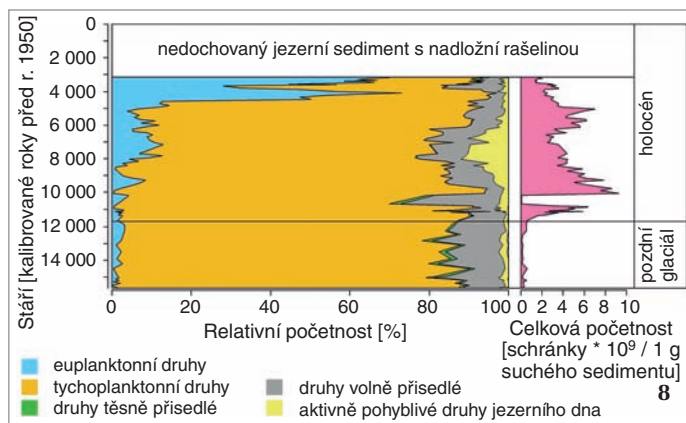 Stáří [kalibrované roky před r. 1950]
0
2 000
4 000
6 000
8 000
10 000
12 000
14 000
nedochovaný jezerní sediment s nadložní rašelinou
holocén
pozdní
glaciál
0 20 40 60 80 100
0 2 4 6 8 10
Relativní početnost [%]
Celková početnost
[schránky * 10⁹ / 1 g
suchého sedimentu]
euplanktonní druhy
tychoplanktonní druhy
druhy těsně přisedlé
druhy volně přisedlé
aktivně pohyblivé druhy jezerního dna
8